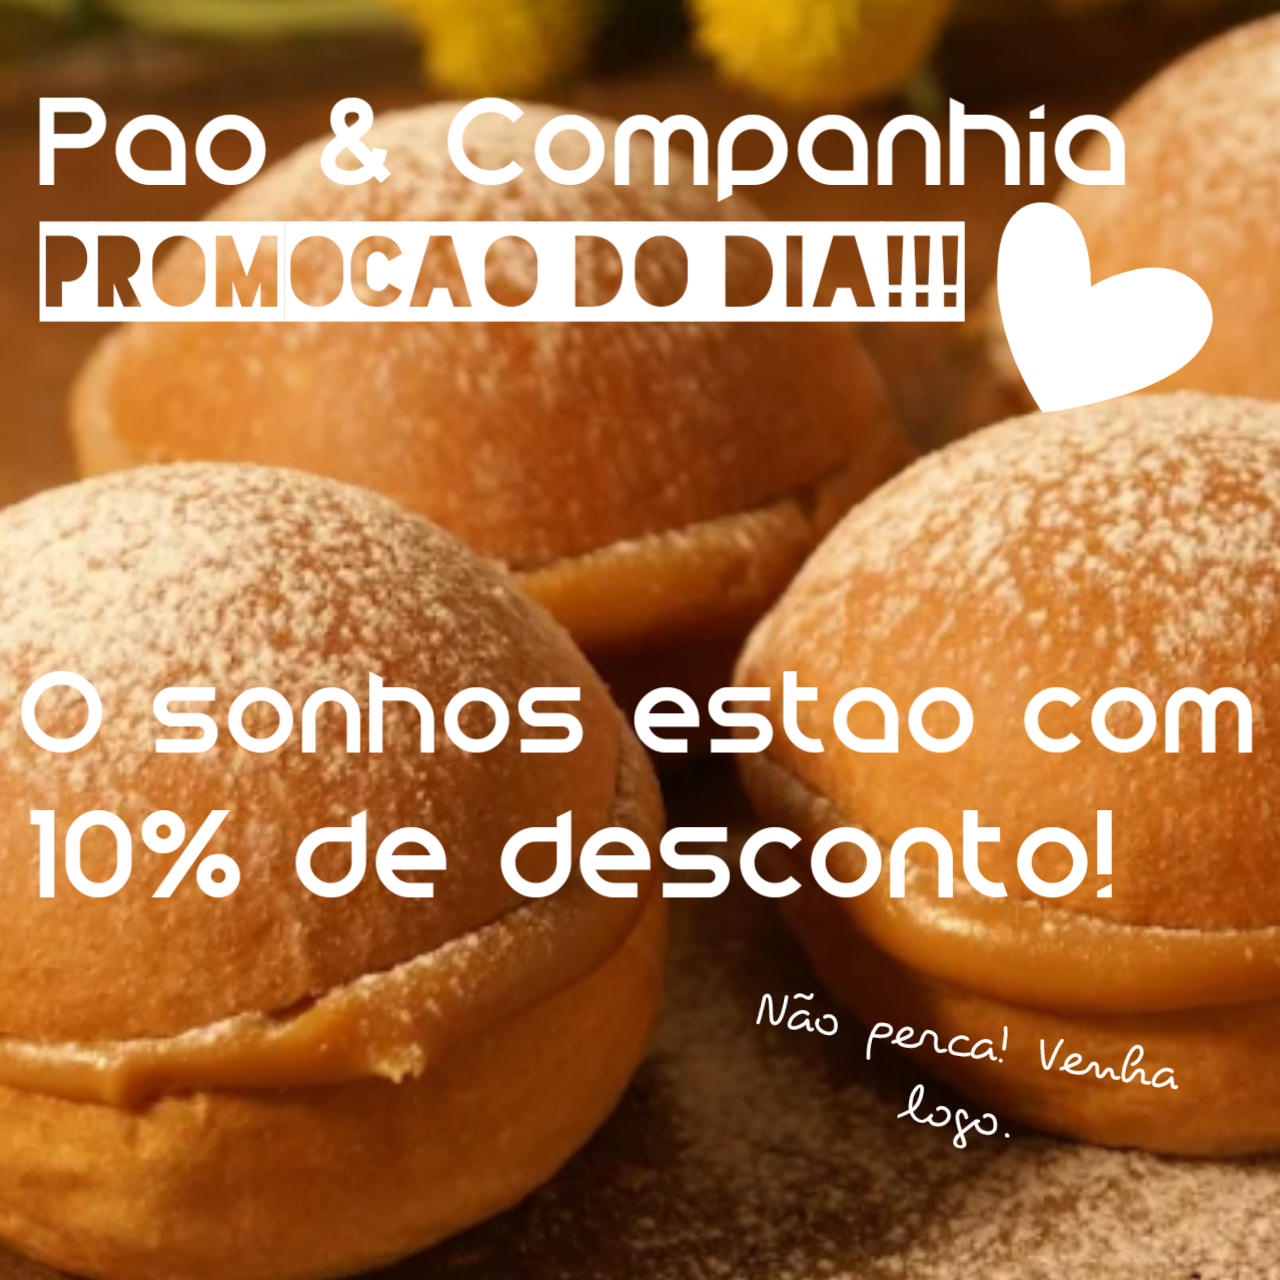 Pao & Companhia
PROMOCAO DO DIA!!!
O sonhos estao com
10% de desconto!
Não perca! Venha
logo.